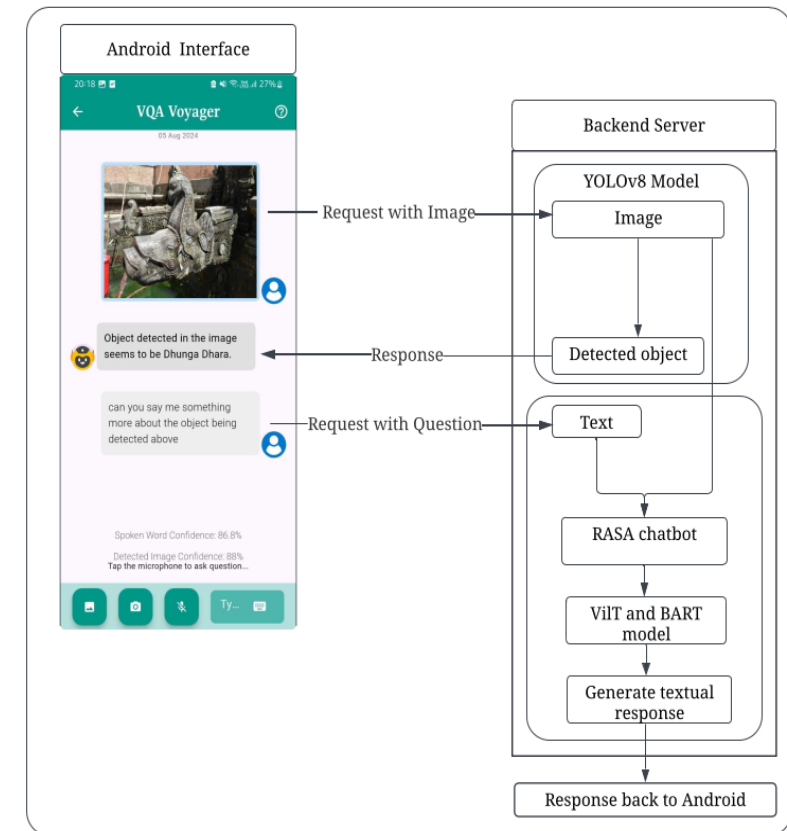 Android Interface
20:18
27%
VQA Voyager
05 Aug 2024
Object detected in the image
seems to be Dhunga Dhara.
can you say me something
more about the object being
detected above
Spoken Word Confidence: 86.8%
Detected Image Confidence: 88%
Tap the microphone to ask question...
Ty...
Request with Image
Response
Request with Question
Backend Server
YOLOv8 Model
Image
Detected object
Text
RASA chatbot
VilT and BART
model
Generate textual
response
Response back to Android